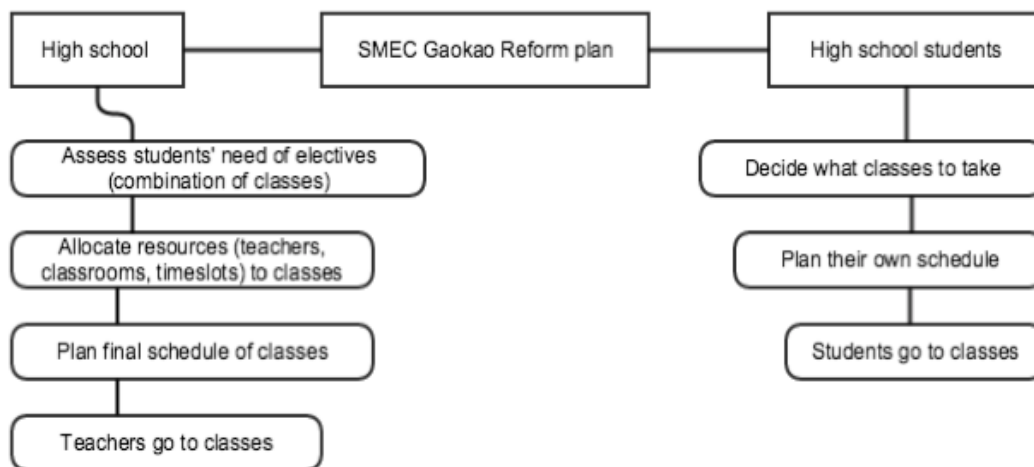 High school
SMEC Gaokao Reform plan
High school students
Assess students' need of electives
(combination of classes)
Allocate resources (teachers,
classrooms, timeslots) to classes
Plan final schedule of classes
Teachers go to classes
Decide what classes to take
Plan their own schedule
Students go to classes